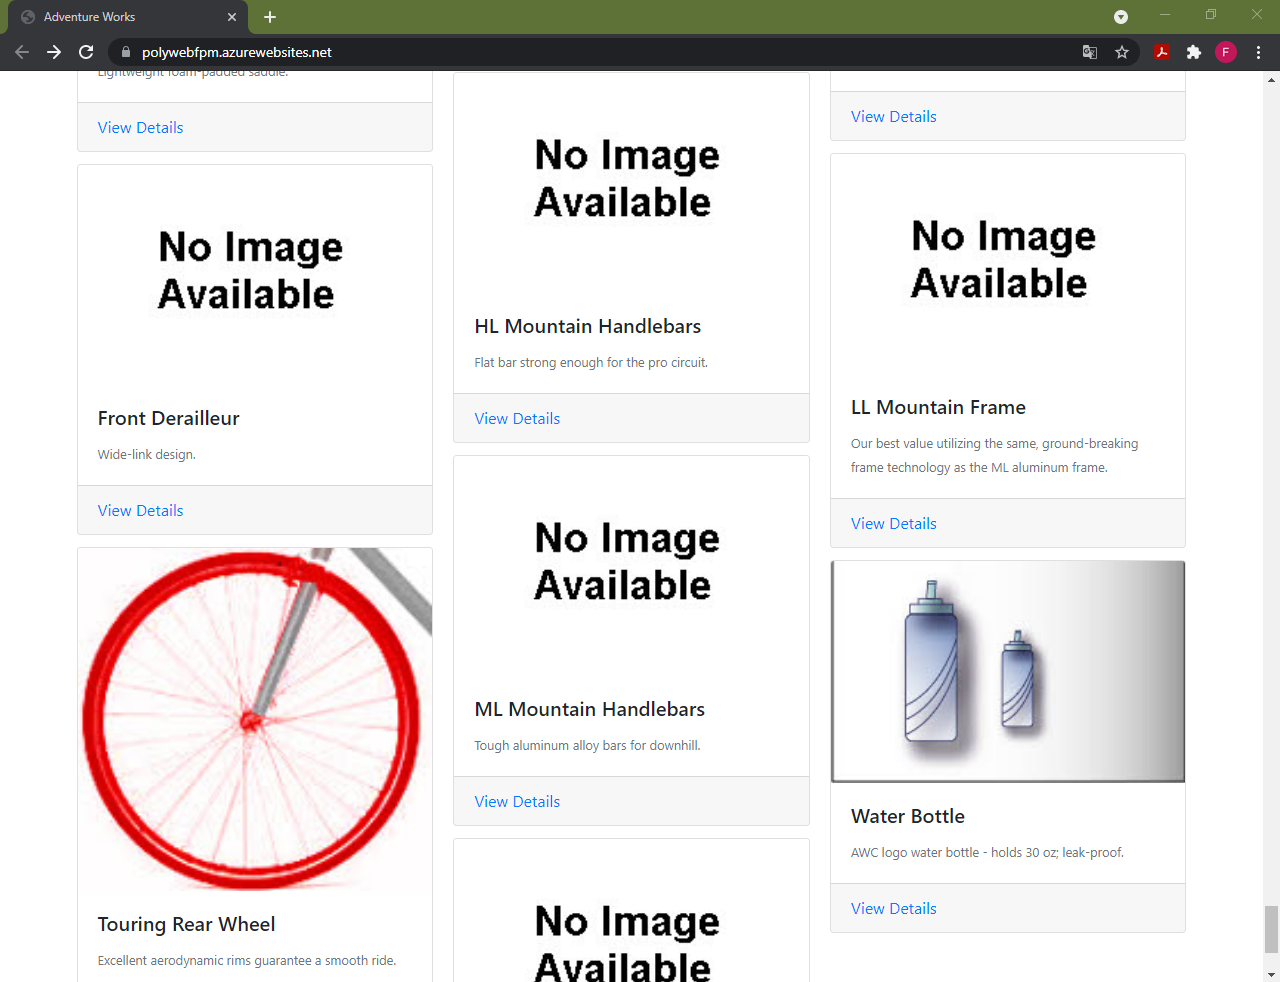 Adventure Works
polywebfpm.azurewebsites.net
F
Lightweight foam-padded saddle.
View Details
No Image
Available
Front Derailleur
Wide-link design.
View Details
Touring Rear Wheel
Excellent aerodynamic rims guarantee a smooth ride.
No Image
Available
HL Mountain Handlebars
Flat bar strong enough for the pro circuit.
View Details
No Image
Available
ML Mountain Handlebars
Tough aluminum alloy bars for downhill.
View Details
No Image
Available
View Details
No Image
Available
LL Mountain Frame
Our best value utilizing the same, ground-breaking
frame technology as the ML aluminum frame.
View Details
Water Bottle
AWC logo water bottle - holds 30 oz; leak-proof.
View Details